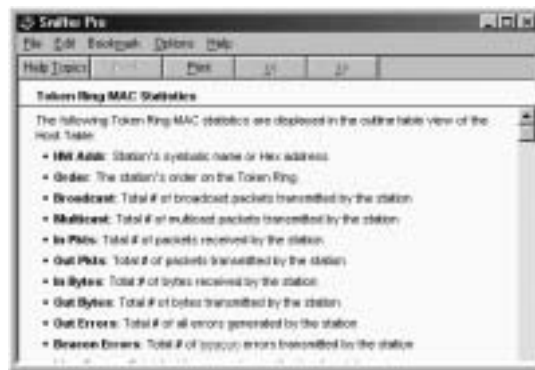 Sniffer Pro
File Edit Bookmark Options Help
Help Topics Print << >>
Token Ring MAC Statistics
The following Token Ring MAC statistics are displayed in the outline table view of the
Host Table:
• HW Addr: Station's symbolic name or Hex address
• Order: The station's order on the Token Ring.
• Broadcast: Total # of broadcast packets transmitted by the station
• Multicast: Total # of multicast packets transmitted by the station
• In Pkts: Total # of packets received by the station
• Out Pkts: Total # of packets transmitted by the station
• In Bytes: Total # of bytes received by the station
• Out Bytes: Total # of bytes transmitted by the station
• Out Errors: Total # of all errors generated by the station
• Beacon Errors: Total # of beacon errors transmitted by the station